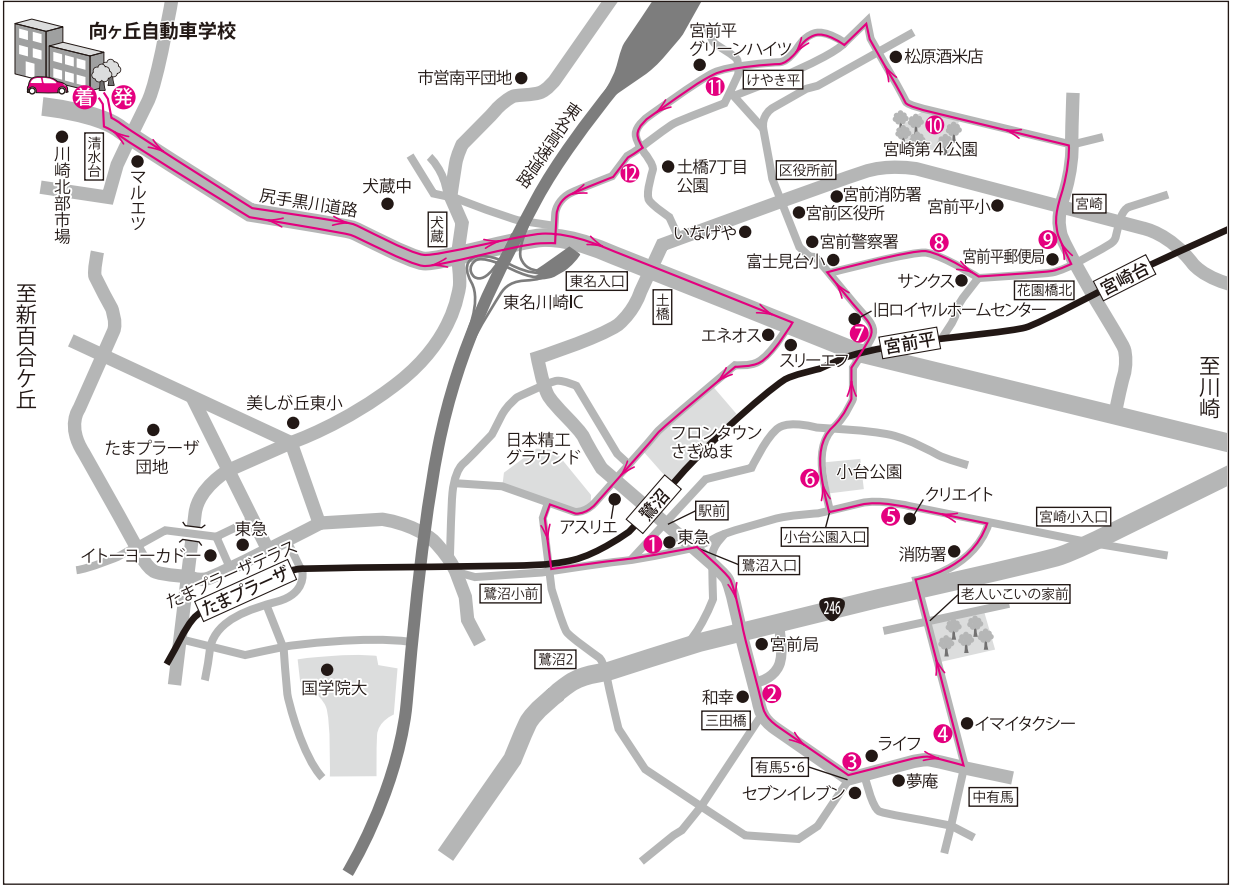 向ヶ丘自動車学校
着
発
清水台
川崎北部市場
マルエツ
尻手黒川道路
犬蔵中
犬蔵
市営南平団地
東名高速道路
宮前平
グリーンハイツ
⑪
けやき平
松原酒米店
⑩
宮崎第4公園
⑫
土橋7丁目
公園
区役所前
宮前消防署
宮前区役所
宮前平小
宮崎
いなげや
宮前警察署
富士見台小
⑧
⑨
宮前平郵便局
サンクス
花園橋北
宮崎台
東名入口
東名川崎IC
土橋
旧ロイヤルホームセンター
⑦
エネオス
スリーエフ
宮前平
至新百合ケ丘
至川崎
美しが丘東小
たまプラーザ
団地
日本精工
グラウンド
フロンタウン
さぎぬま
小台公園
⑥
アスリエ
鷺沼
駅前
クリエイト
⑤
宮崎小入口
東急
イトーヨーカドー
たまプラーザテラス
たまプラーザ
①
東急
小台公園入口
消防署
鷺沼入口
鷺沼小前
老人いこいの家前
246
宮前局
鷺沼2
国学院大
和幸
②
三田橋
④
イマイタクシー
③
ライフ
有馬5・6
夢庵
セブンイレブン
中有馬